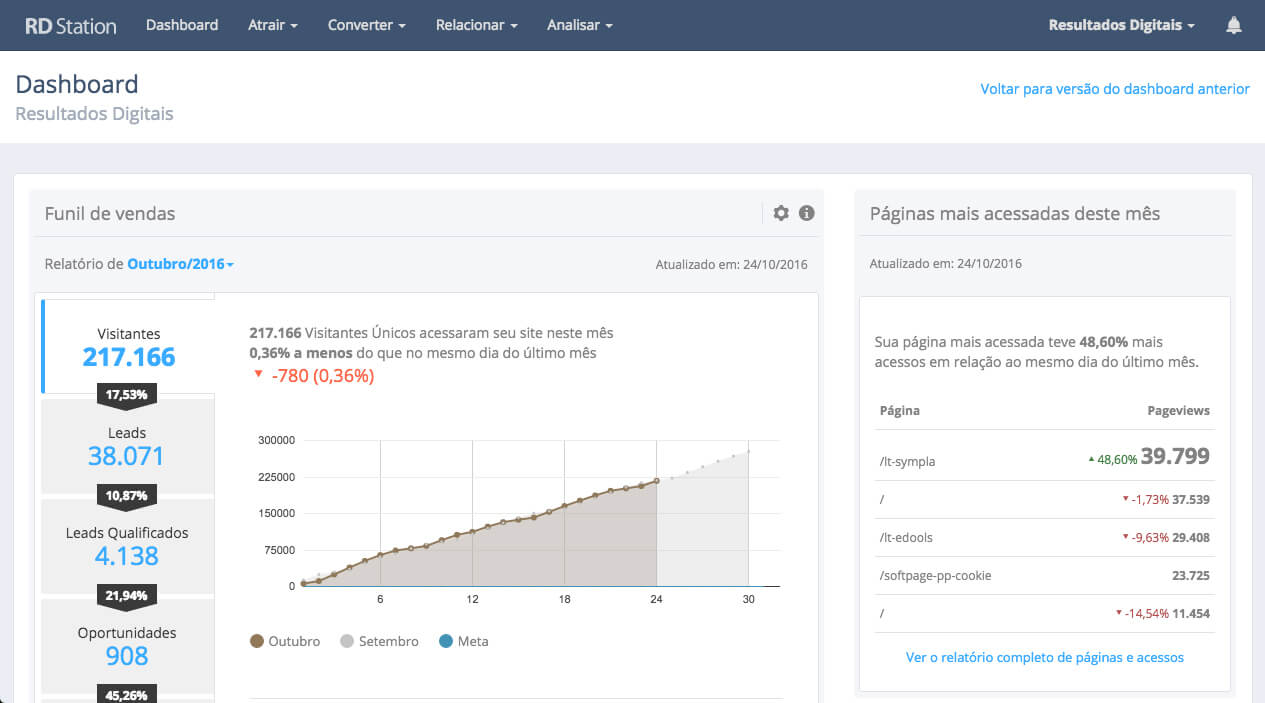 RD Station Dashboard Atrair Converter Relacionar Analisar Resultados Digitais
Dashboard
Resultados Digitais
Voltar para versão do dashboard anterior
Funil de vendas
Relatório de Outubro/2016
Atualizado em: 24/10/2016
Visitantes
217.166
17,53%
Leads
38.071
10,87%
Leads Qualificados
4.138
21,94%
Oportunidades
908
45,26%
217.166 Visitantes Únicos acessaram seu site neste mês
0,36% a menos do que no mesmo dia do último mês
-780 (0,36%)
300000
225000
150000
75000
0
6 12 18 24 30
Outubro Setembro Meta
Páginas mais acessadas deste mês
Atualizado em: 24/10/2016
Sua página mais acessada teve 48,60% mais
acessos em relação ao mesmo dia do último mês.
Página Pageviews
/lt-sympla 48,60% 39.799
/ -1,73% 37.539
/lt-edools -9,63% 29.408
/softpage-pp-cookie 23.725
/ -14,54% 11.454
Ver o relatório completo de páginas e acessos